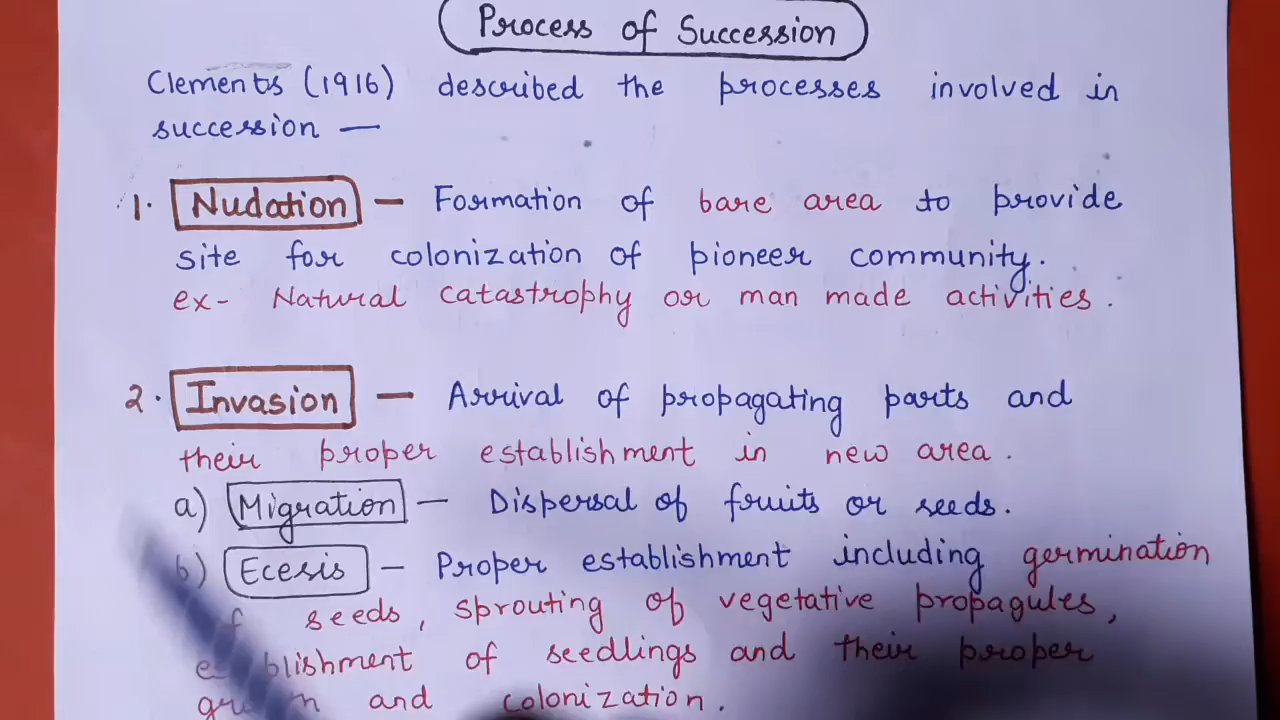 Process of Succession
Clements (1916) described the processes involved in
succession —
1. Nudation — Formation of bare area to provide
site for colonization of pioneer community.
ex- Natural catastrophy or man made activities.
2. Invasion — Arrival of propagating parts and
their proper establishment in new area.
a) Migration — Dispersal of fruits or seeds.
b) Ecesis — Proper establishment including germination
seeds, sprouting of vegetative propagules,
establishment of seedlings and their proper
and colonization.